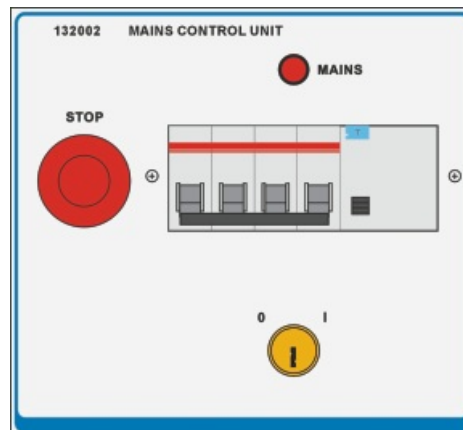 132002 MAINS CONTROL UNIT
MAINS
STOP
T
0 I